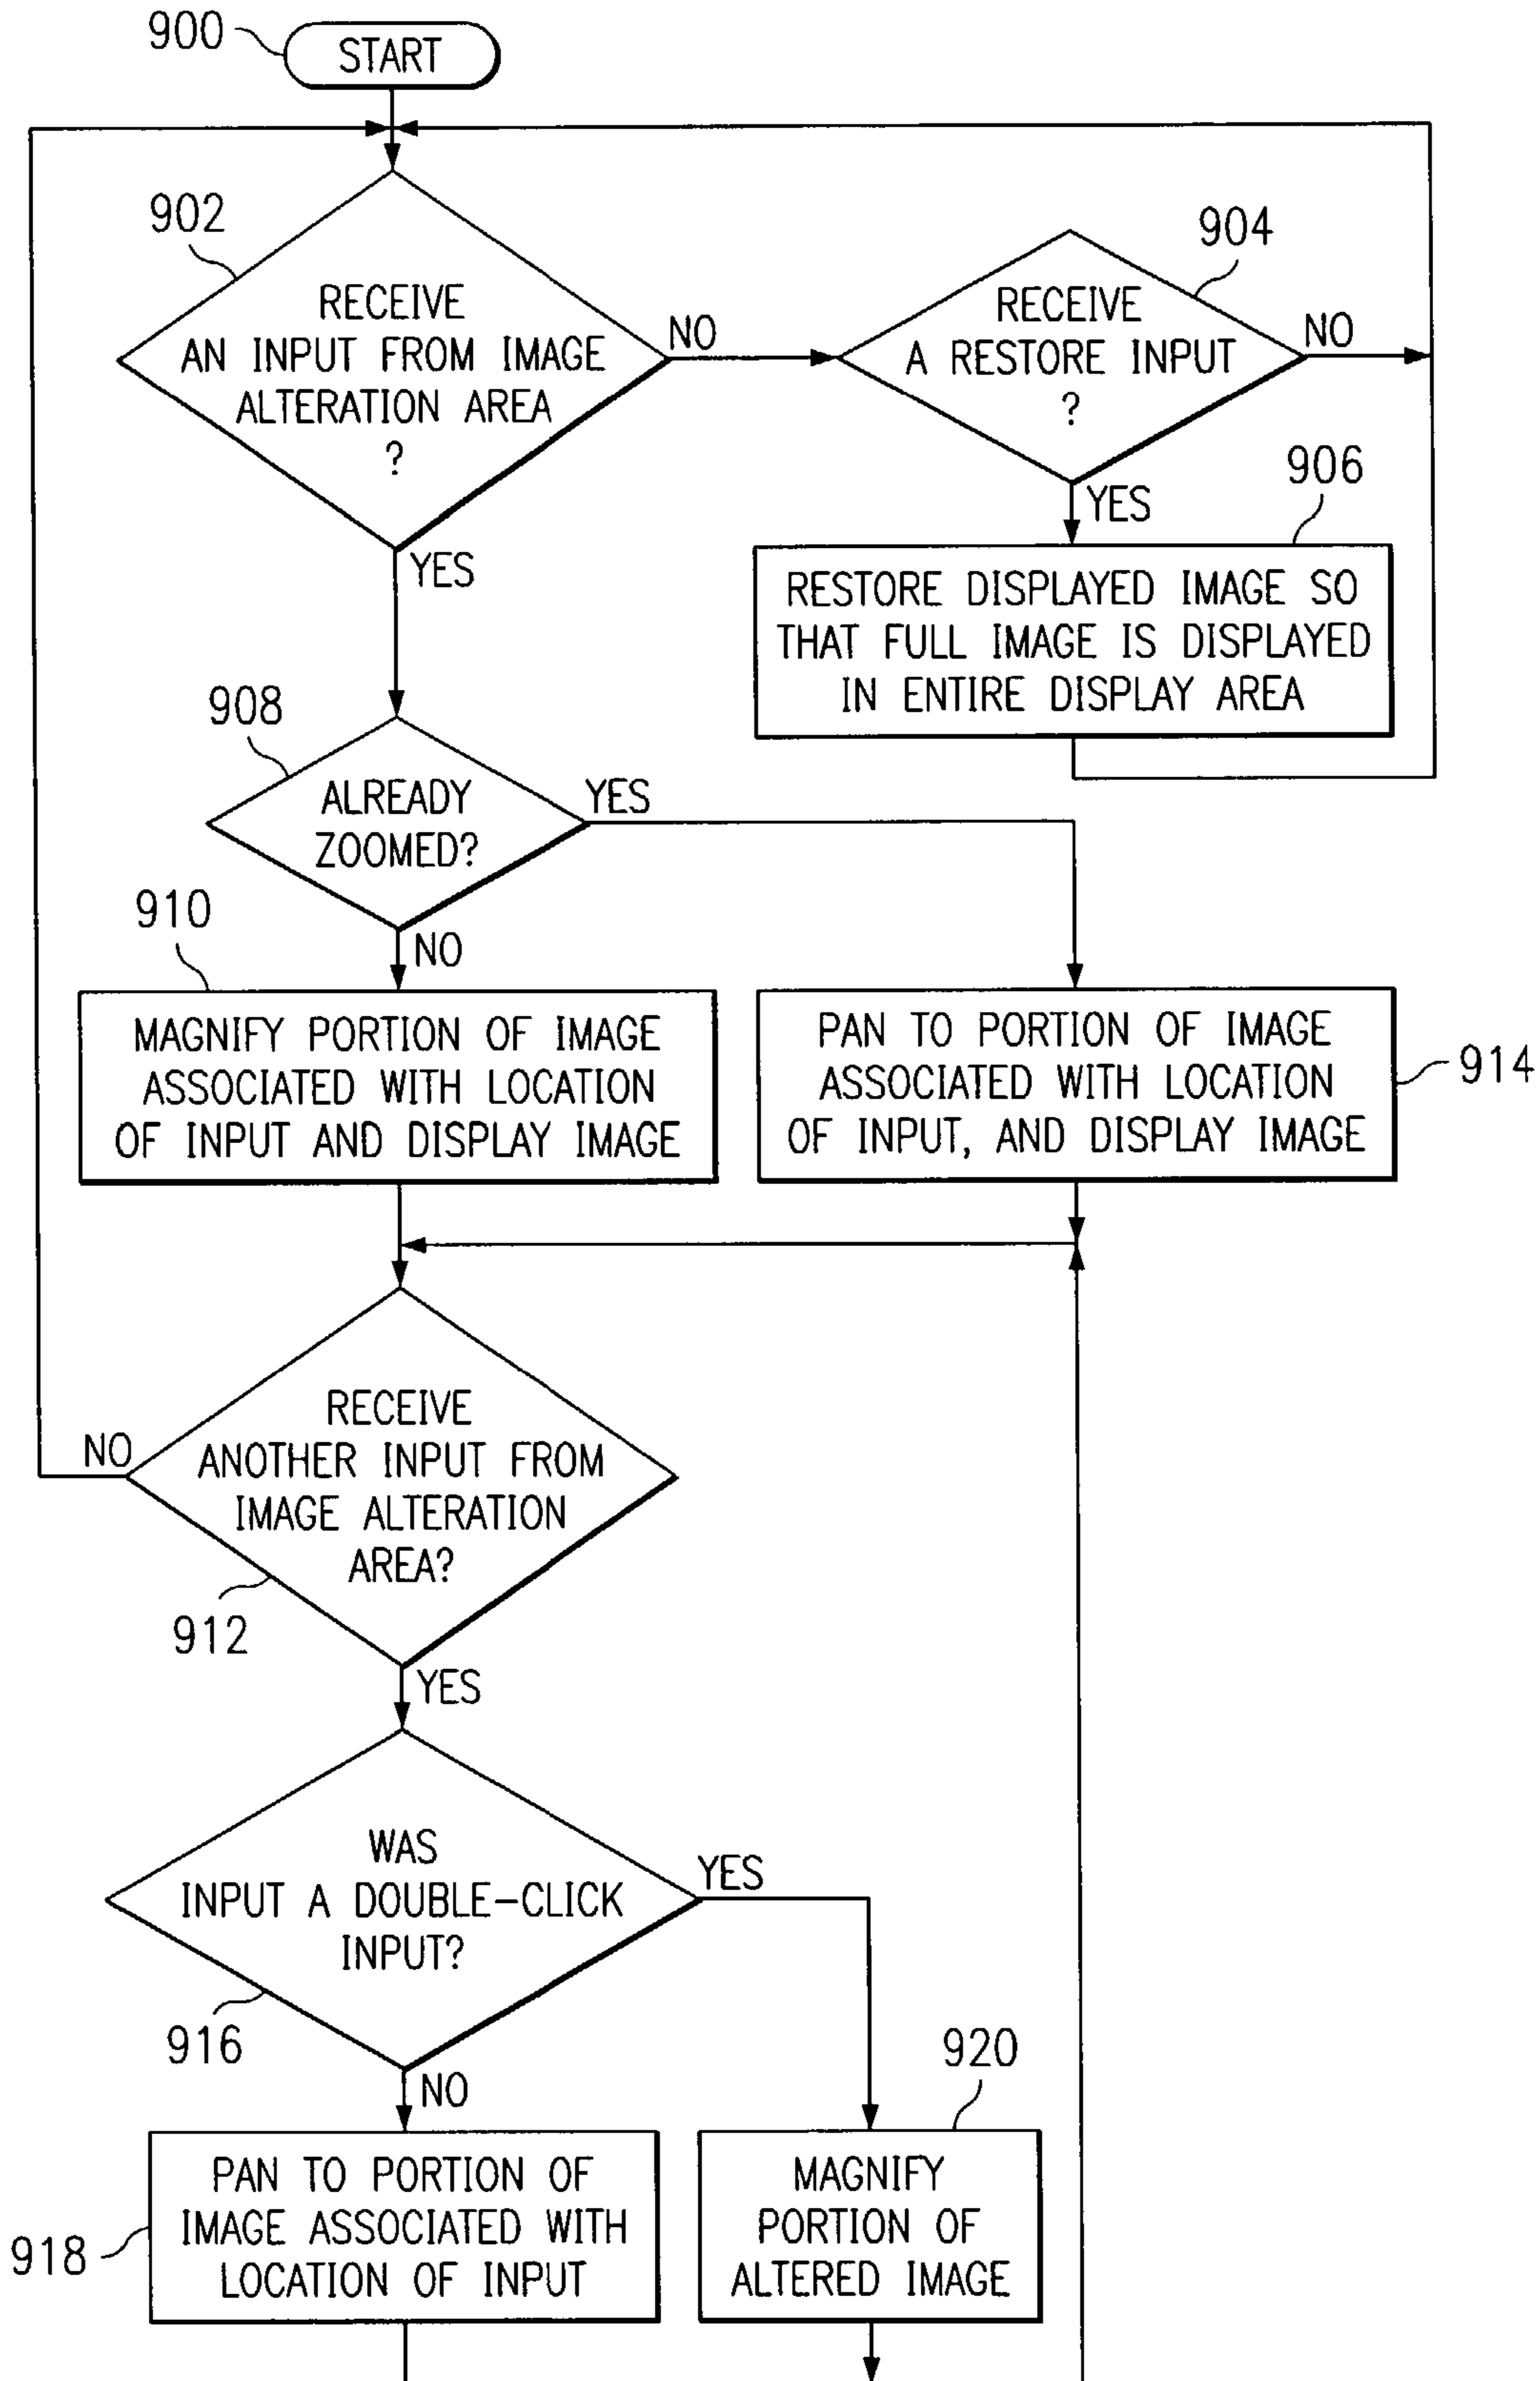 900
START
902
RECEIVE
AN INPUT FROM IMAGE
ALTERATION AREA
?
NO
YES
904
RECEIVE
A RESTORE INPUT
?
NO
YES
906
RESTORE DISPLAYED IMAGE SO
THAT FULL IMAGE IS DISPLAYED
IN ENTIRE DISPLAY AREA
908
ALREADY
ZOOMED?
YES
NO
910
MAGNIFY PORTION OF IMAGE
ASSOCIATED WITH LOCATION
OF INPUT AND DISPLAY IMAGE
PAN TO PORTION OF IMAGE
ASSOCIATED WITH LOCATION
OF INPUT, AND DISPLAY IMAGE
914
RECEIVE
ANOTHER INPUT FROM
IMAGE ALTERATION
AREA?
NO
912
YES
WAS
INPUT A DOUBLE-CLICK
INPUT?
YES
916
NO
918
PAN TO PORTION OF
IMAGE ASSOCIATED WITH
LOCATION OF INPUT
920
MAGNIFY
PORTION OF
ALTERED IMAGE